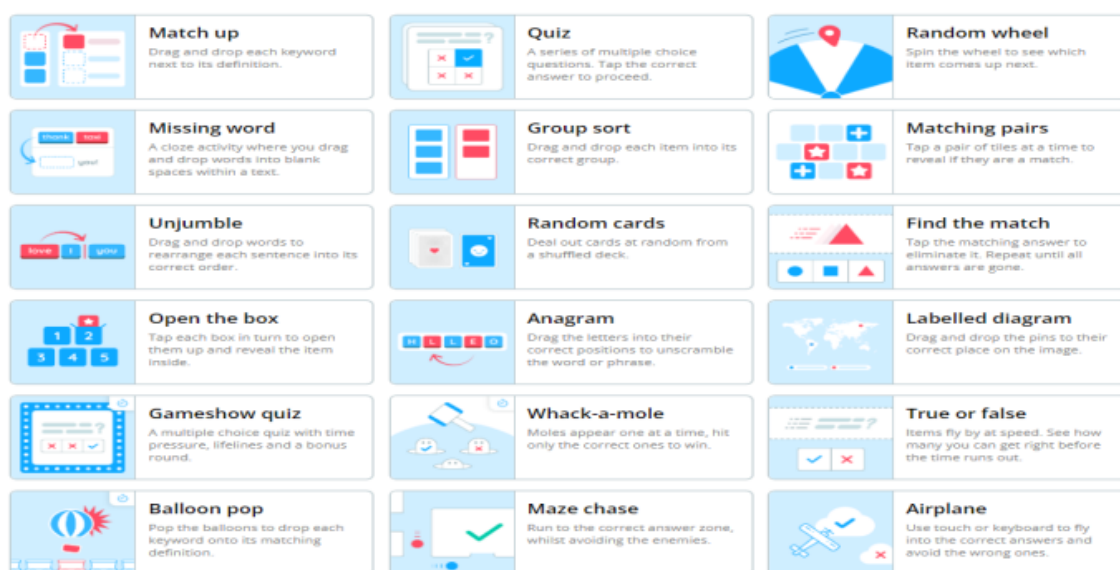 Match up
Drag and drop each keyword
next to its definition.
Quiz
A series of multiple choice
questions. Tap the correct
answer to proceed.
Random wheel
Spin the wheel to see which
item comes up next.
thank taxi
you!
Missing word
A cloze activity where you drag
and drop words into blank
spaces within a text.
Group sort
Drag and drop each item into its
correct group.
Matching pairs
Tap a pair of tiles at a time to
reveal if they are a match.
love I you
Unjumble
Drag and drop words to
rearrange each sentence into its
correct order.
Random cards
Deal out cards at random from
a shuffled deck.
Find the match
Tap the matching answer to
eliminate it. Repeat until all
answers are gone.
1 2
3 4 5
Open the box
Tap each box in turn to open
them up and reveal the item
inside.
H L L E O
Anagram
Drag the letters into their
correct positions to unscramble
the word or phrase.
Labelled diagram
Drag and drop the pins to their
correct place on the image.
?
Gameshow quiz
A multiple choice quiz with time
pressure, lifelines and a bonus
round.
Whack-a-mole
Moles appear one at a time, hit
only the correct ones to win.
?
True or false
Items fly by at speed. See how
many you can get right before
the time runs out.
Balloon pop
Pop the balloons to drop each
keyword onto its matching
definition.
Maze chase
Run to the correct answer zone,
whilst avoiding the enemies.
Airplane
Use touch or keyboard to fly
into the correct answers and
avoid the wrong ones.